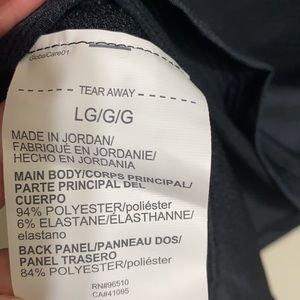 GlobalCare01
TEAR AWAY
LG/G/G
MADE IN JORDAN/
FABRIQUÉ EN JORDANIE/
HECHO EN JORDANIA
MAIN BODY/CORPS PRINCIPAL/
PARTE PRINCIPAL DEL
CUERPO
94% POLYESTER/poliéster
6% ELASTANE/ÉLASTHANNE/
elastano
BACK PANEL/PANNEAU DOS/
PANEL TRASERO
84% POLYESTER/poliéster
RN#96510
CA#41095